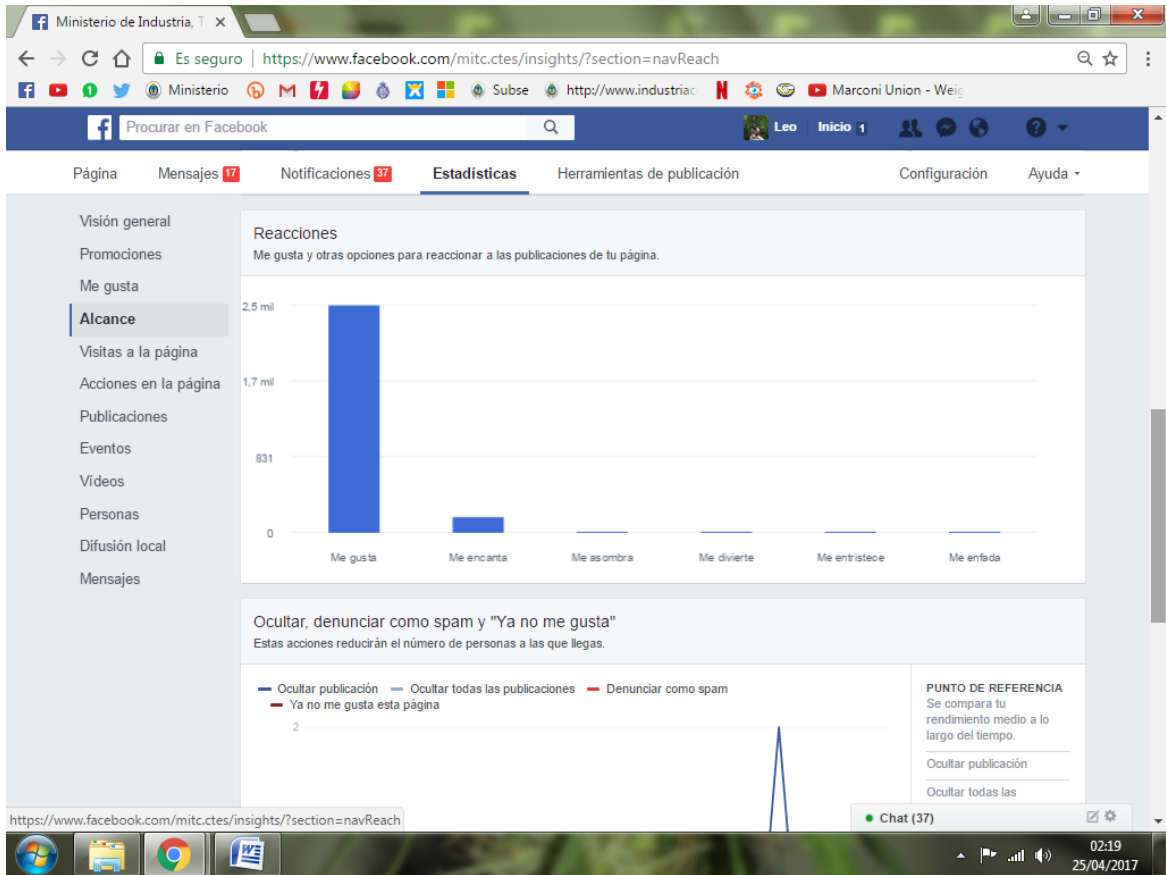 Ministerio de Industria, T
Es seguro | https://www.facebook.com/mitc.ctes/insights/?section=navReach
Ministerio Subse http://www.industriac Marconi Union - Weig
Procurar en Facebook Leo Inicio 1
Página Mensajes 17 Notificaciones 37 Estadísticas Herramientas de publicación Configuración Ayuda
Visión general
Promociones
Me gusta
Alcance
Visitas a la página
Acciones en la página
Publicaciones
Eventos
Vídeos
Personas
Difusión local
Mensajes
Reacciones
Me gusta y otras opciones para reaccionar a las publicaciones de tu página.
2,5 mil
1,7 mil
831
0
Me gusta Me encanta Me asombra Me divierte Me entristece Me enfada
Ocultar, denunciar como spam y "Ya no me gusta"
Estas acciones reducirán el número de personas a las que llegas.
Ocultar publicación Ocultar todas las publicaciones Denunciar como spam
Ya no me gusta esta página
2
PUNTO DE REFERENCIA
Se compara tu
rendimiento medio a lo
largo del tiempo.
Ocultar publicación
Ocultar todas las
https://www.facebook.com/mitc.ctes/insights/?section=navReach
Chat (37)
02:19
25/04/2017